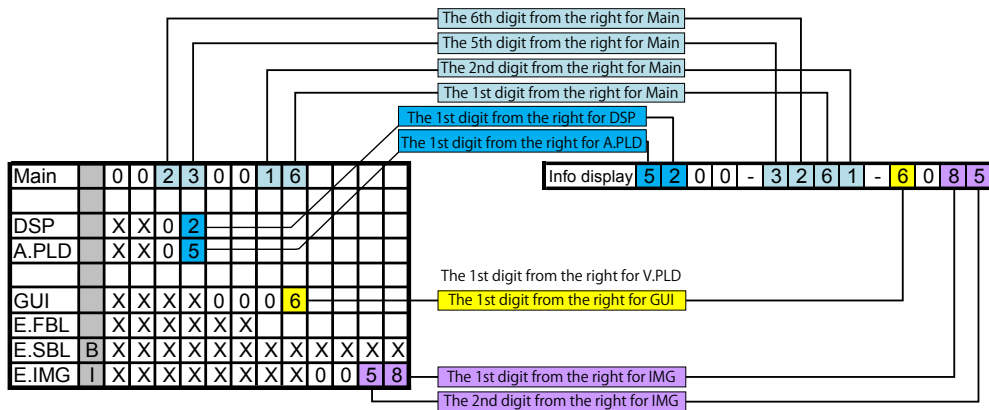 The 6th digit from the right for Main
The 5th digit from the right for Main
The 2nd digit from the right for Main
The 1st digit from the right for Main
The 1st digit from the right for DSP
The 1st digit from the right for A.PLD
Main 0 0 2 3 0 0 1 6
Info display 5 2 0 0 - 3 2 6 1 - 6 0 8 5
DSP X X 0 2
A.PLD X X 0 5
The 1st digit from the right for V.PLD
GUI X X X X 0 0 0 6
The 1st digit from the right for GUI
E.FBL X X X X X X
E.SBL B X X X X X X X X X X X X
E.IMG I X X X X X X X X 0 0 5 8
The 1st digit from the right for IMG
The 2nd digit from the right for IMG